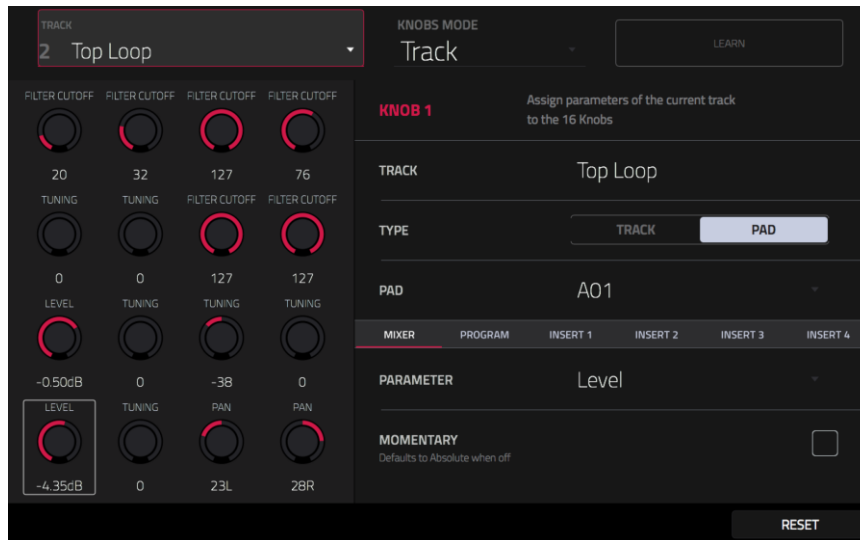 TRACK
2 Top Loop
KNOBS MODE
Track
LEARN
FILTER CUTOFF FILTER CUTOFF FILTER CUTOFF FILTER CUTOFF
20 32 127 76
TUNING TUNING FILTER CUTOFF FILTER CUTOFF
0 0 127 127
LEVEL TUNING TUNING TUNING
-0.50dB 0 -38 0
LEVEL TUNING PAN PAN
-4.35dB 0 23L 28R
KNOB 1
Assign parameters of the current track
to the 16 Knobs
TRACK Top Loop
TYPE TRACK PAD
PAD A01
MIXER PROGRAM INSERT 1 INSERT 2 INSERT 3 INSERT 4
PARAMETER Level
MOMENTARY
Defaults to Absolute when off
RESET